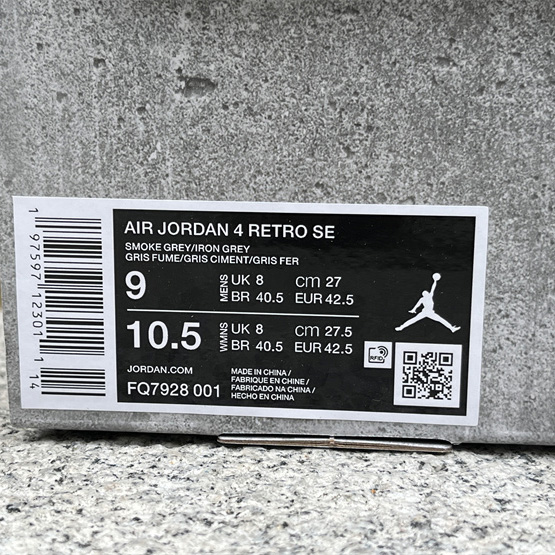 1 97597 12301 1 14
AIR JORDAN 4 RETRO SE
SMOKE GREY/IRON GREY
GRIS FUME/GRIS CIMENT/GRIS FER
9 MENS UK 8 cm 27
BR 40.5 EUR 42.5
10.5 WMNS UK 8 cm 27.5
BR 40.5 EUR 42.5
RFID
JORDAN.COM
FQ7928 001
MADE IN CHINA /
FABRIQUE EN CHINE /
FABRICADO NA CHINA /
HECHO EN CHINA